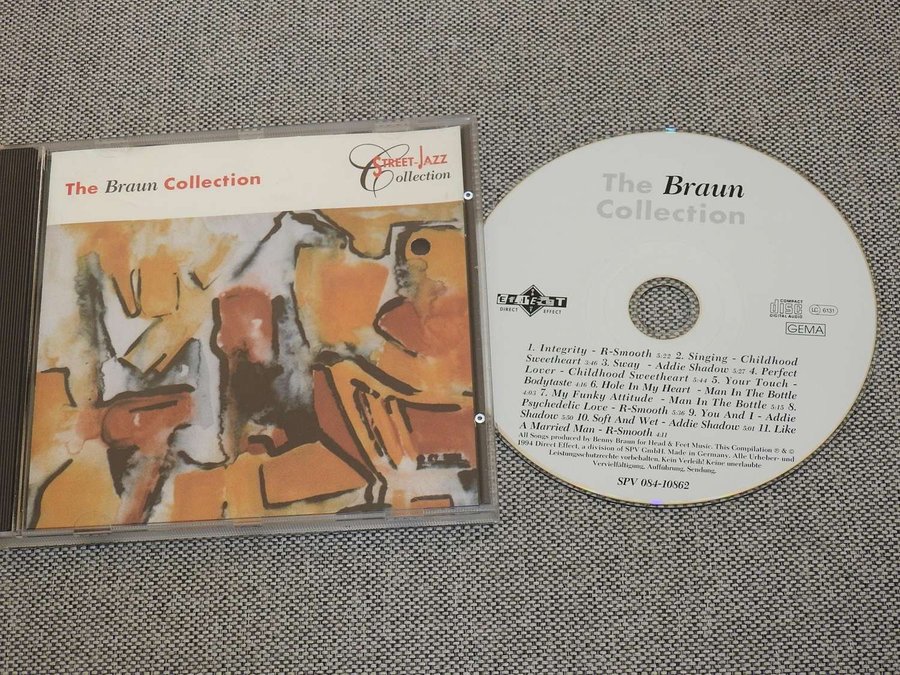 The Braun Collection
STREET-JAZZ
Collection
The Braun
Collection
EFFECT
DIRECT EFFECT
COMPACT
disc
DIGITAL AUDIO
LC 6131
GEMA
1. Integrity - R-Smooth 5:22 2. Singing - Childhood
Sweetheart 3:46 3. Sway - Addie Shadow 5:27 4. Perfect
Lover - Childhood Sweetheart 5:44 5. Your Touch -
Bodytaste 4:16 6. Hole In My Heart - Man In The Bottle
4:03 7. My Funky Attitude - Man In The Bottle 5:15 8.
Psychedelic Love - R-Smooth 5:36 9. You And I - Addie
Shadow 5:50 10. Soft And Wet - Addie Shadow 5:01 11. Like
A Married Man - R-Smooth 4:11
All Songs produced by Benny Braun for Head & Feet Music. This Compilation ℗ & ©
1994 Direct Effect, a division of SPV GmbH. Made in Germany. Alle Urheber- und
Leistungsschutzrechte vorbehalten. Kein Verleih! Keine unerlaubte
Vervielfältigung, Aufführung, Sendung.
SPV 084-10862